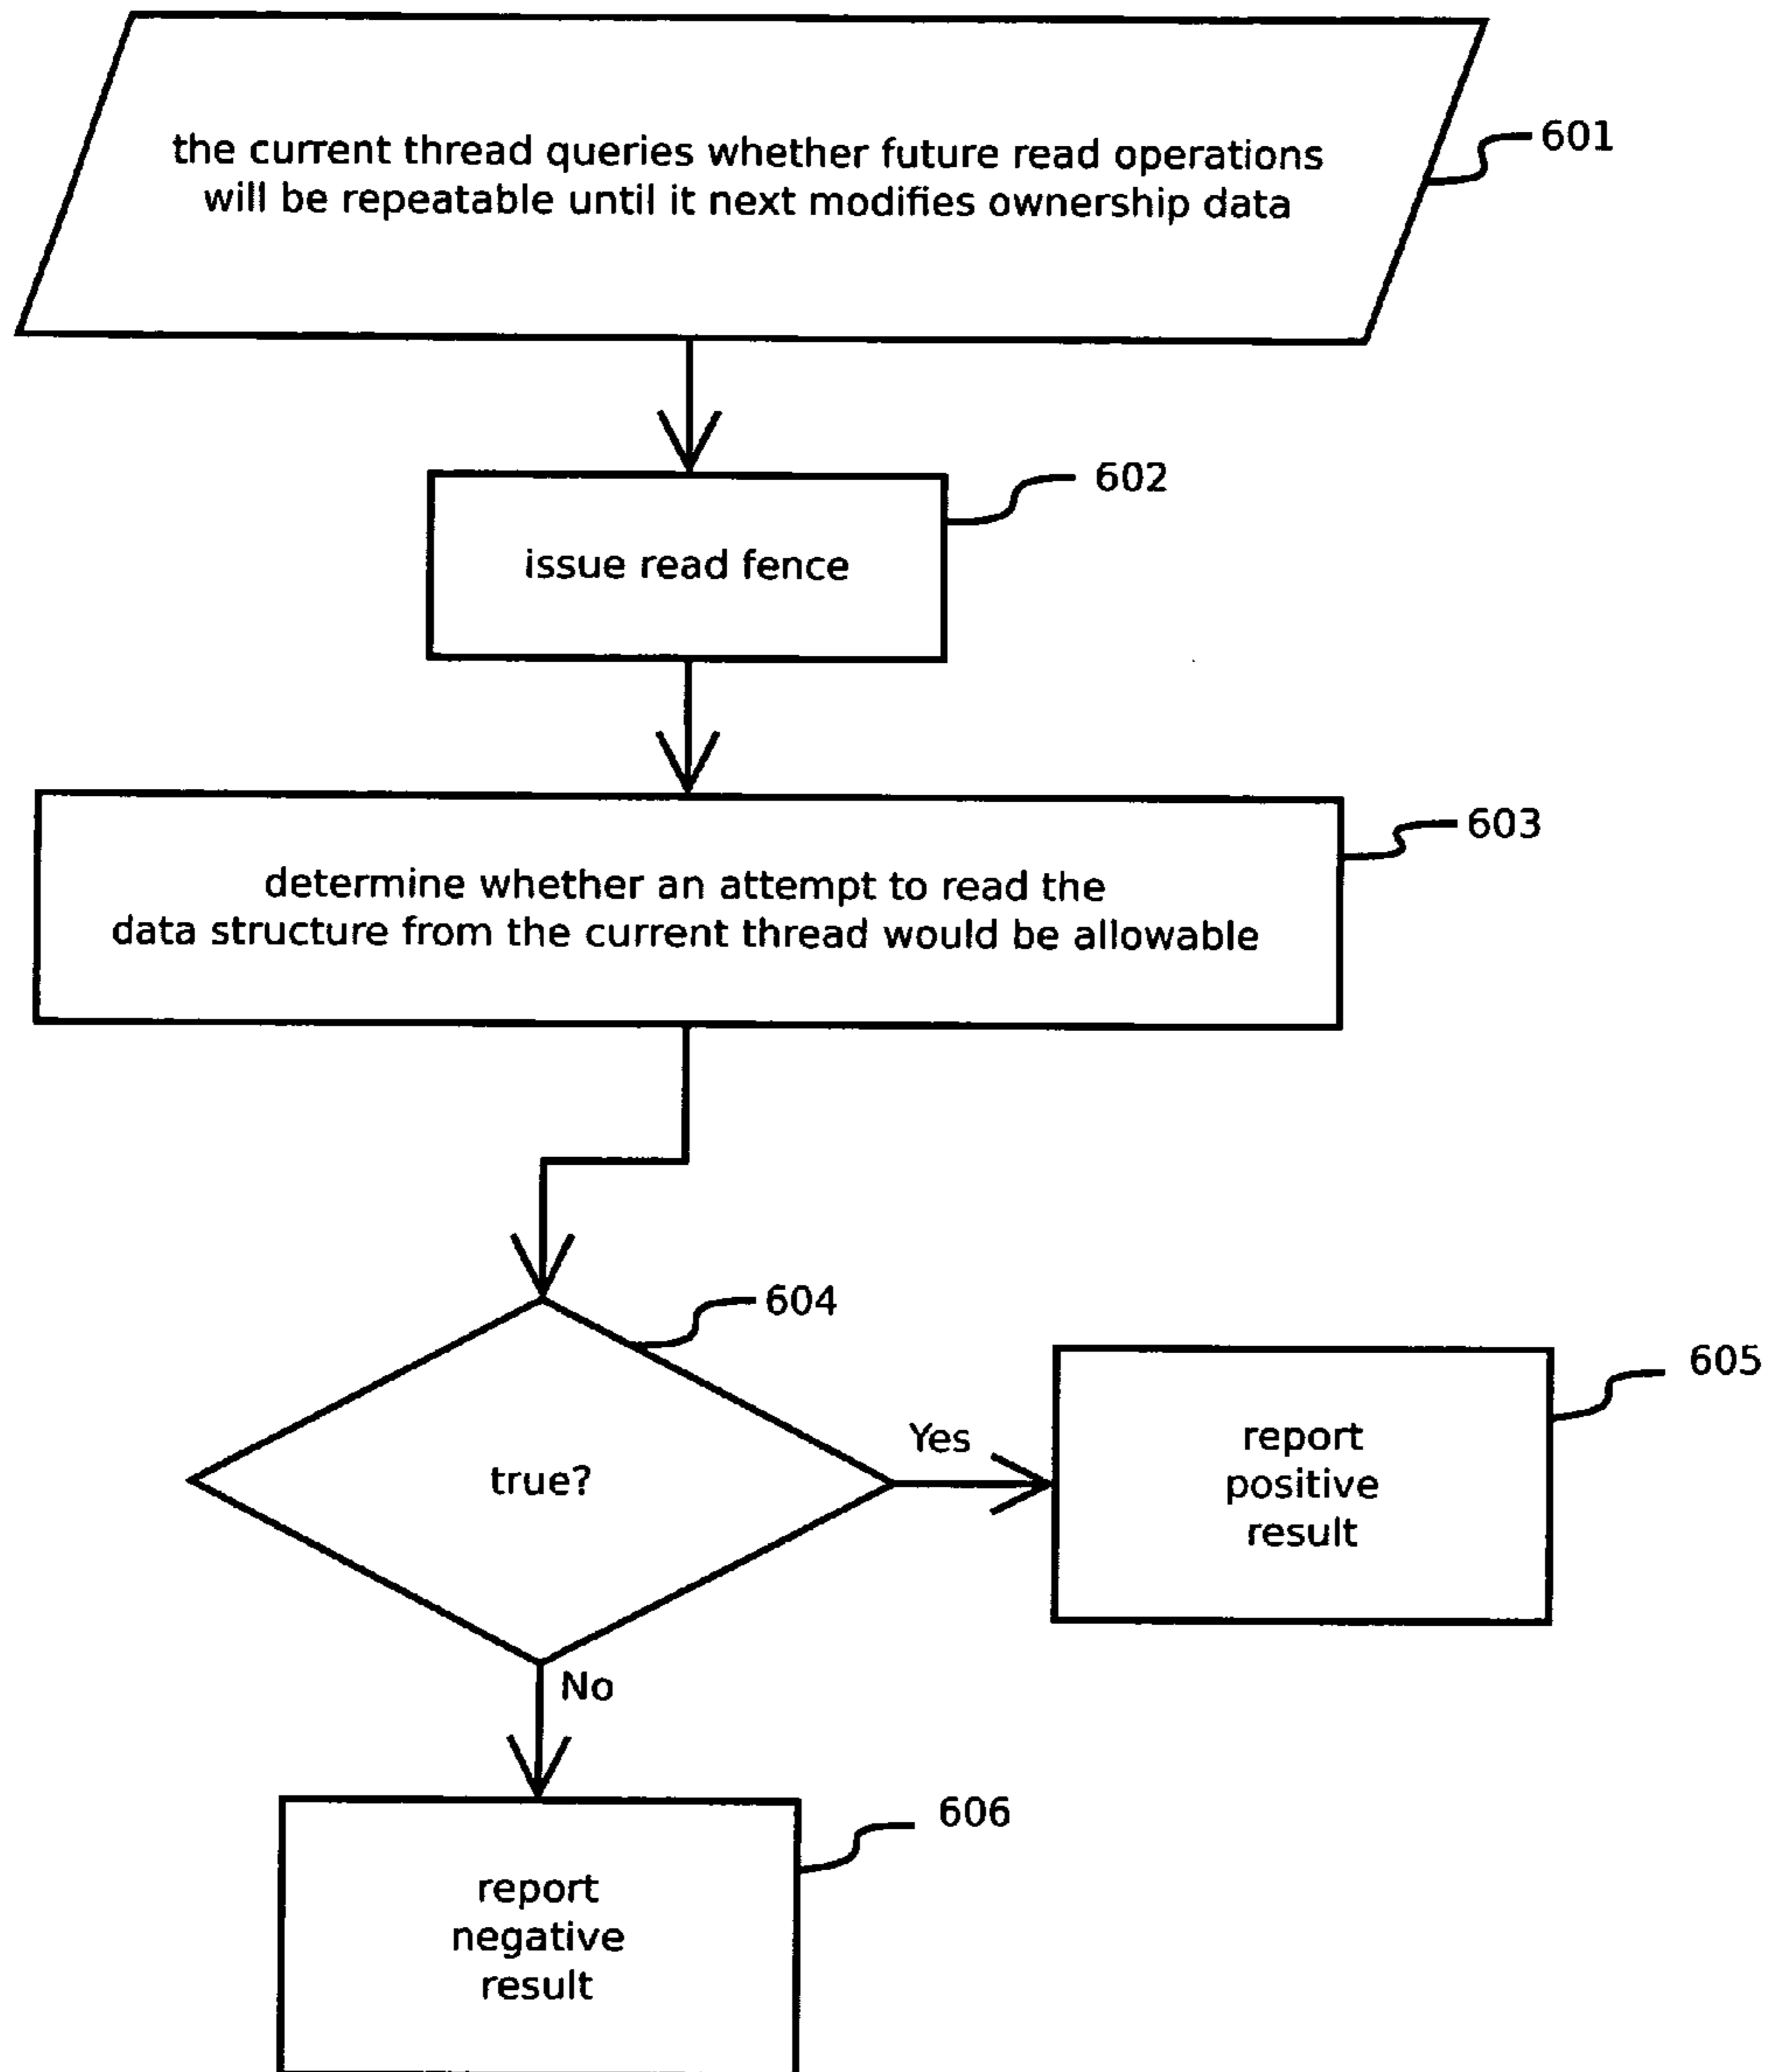 the current thread queries whether future read operations
will be repeatable until it next modifies ownership data
601
issue read fence
602
determine whether an attempt to read the
data structure from the current thread would be allowable
603
true?
604
Yes
report
positive
result
605
No
report
negative
result
606